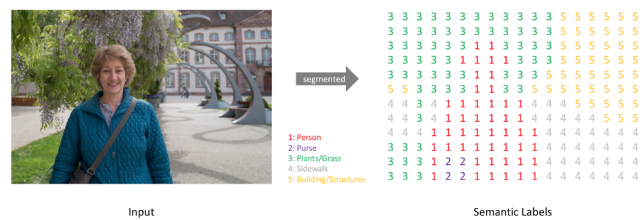 3 3 3 3 3 3 3 3 3 3 3 3 5 5 5 5 5 5
3 3 3 3 3 3 3 3 3 3 3 3 5 5 5 5 5 5
3 3 3 3 3 3 1 1 3 3 3 3 5 5 5 5 5 5
3 3 3 3 3 1 1 1 1 3 3 3 5 5 5 5 5 5
3 3 3 3 3 3 1 1 3 3 3 5 5 5 5 5 5 5
5 5 3 3 3 3 1 1 3 3 5 5 5 5 5 5 5 5
4 4 3 4 1 1 1 1 1 1 4 4 4 5 5 5 5 5
4 4 3 4 1 1 1 1 1 1 4 4 4 4 4 5 5 5
4 4 4 1 1 1 1 1 1 1 1 4 4 4 4 4 4 4
3 3 3 1 1 1 1 1 1 1 1 4 4 4 4 4 4 4
3 3 3 1 2 2 1 1 1 1 1 4 4 4 4 4 4 4
3 3 3 1 2 2 1 1 1 1 1 4 4 4 4 4 4 4
segmented
1: Person
2: Purse
3: Plants/Grass
4: Sidewalk
5: Building/Structures
Input
Semantic Labels